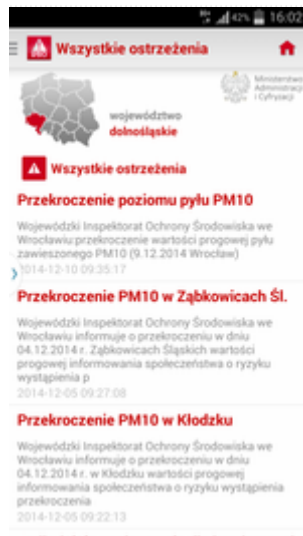 42% 16:02
Wszystkie ostrzeżenia
Ministerstwo
Administracji
i Cyfryzacji
województwo
dolnośląskie
Wszystkie ostrzeżenia
Przekroczenie poziomu pyłu PM10
Wojewódzki Inspektorat Ochrony Środowiska we
Wrocławiu przekroczenie wartości progowej pyłu
zawieszonego PM10 (9.12.2014 Wrocław)
2014-12-10 09:35:17
Przekroczenie PM10 w Ząbkowicach Śl.
Wojewódzki Inspektorat Ochrony Środowiska we
Wrocławiu informuje o przekroczeniu w dniu
04.12.2014 r. Ząbkowicach Śląskich wartości
progowej informowania społeczeństwa o ryzyku
wystąpienia p
2014-12-05 09:27:08
Przekroczenie PM10 w Kłodzku
Wojewódzki Inspektorat Ochrony Środowiska we
Wrocławiu informuje o przekroczeniu w dniu
04.12.2014 r. w Kłodzku wartości progowej
informowania społeczeństwa o ryzyku wystąpienia
przekroczenia
2014-12-05 09:22:13